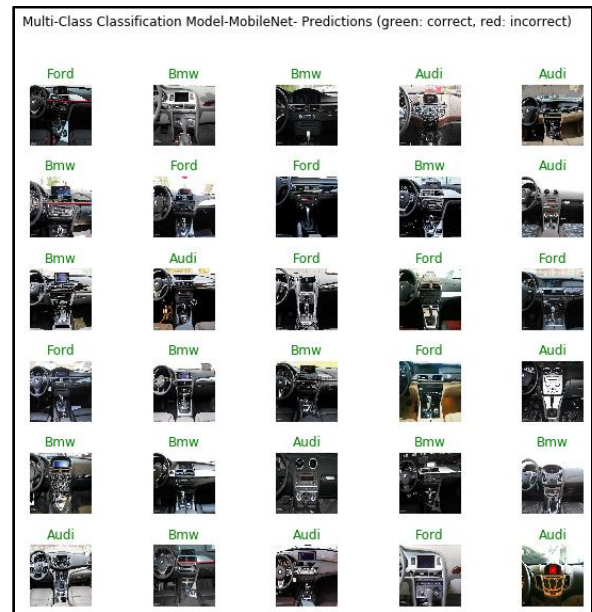 Multi-Class Classification Model-MobileNet- Predictions (green: correct, red: incorrect)
Ford Bmw Bmw Audi Audi
Bmw Ford Ford Bmw Audi
Bmw Audi Ford Ford Ford
Ford Bmw Bmw Ford Audi
Bmw Bmw Audi Bmw Bmw
Audi Bmw Audi Ford Audi